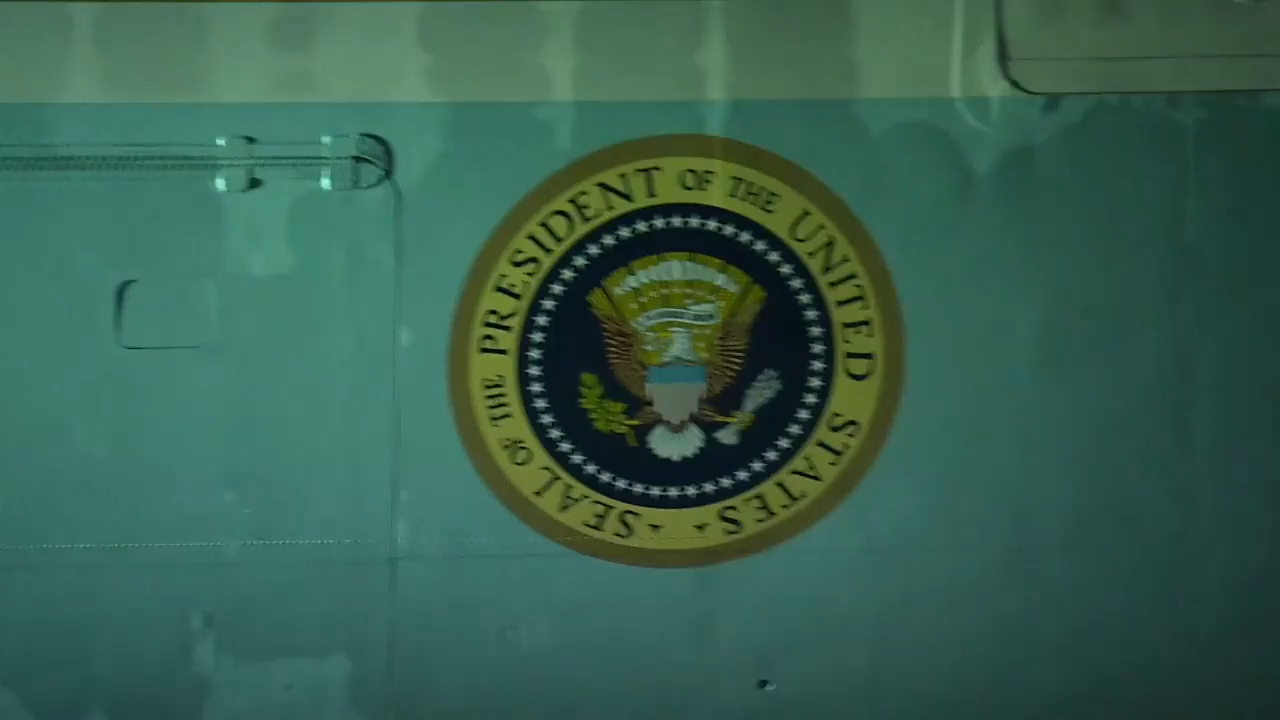 SEAL OF THE PRESIDENT OF THE UNITED STATES